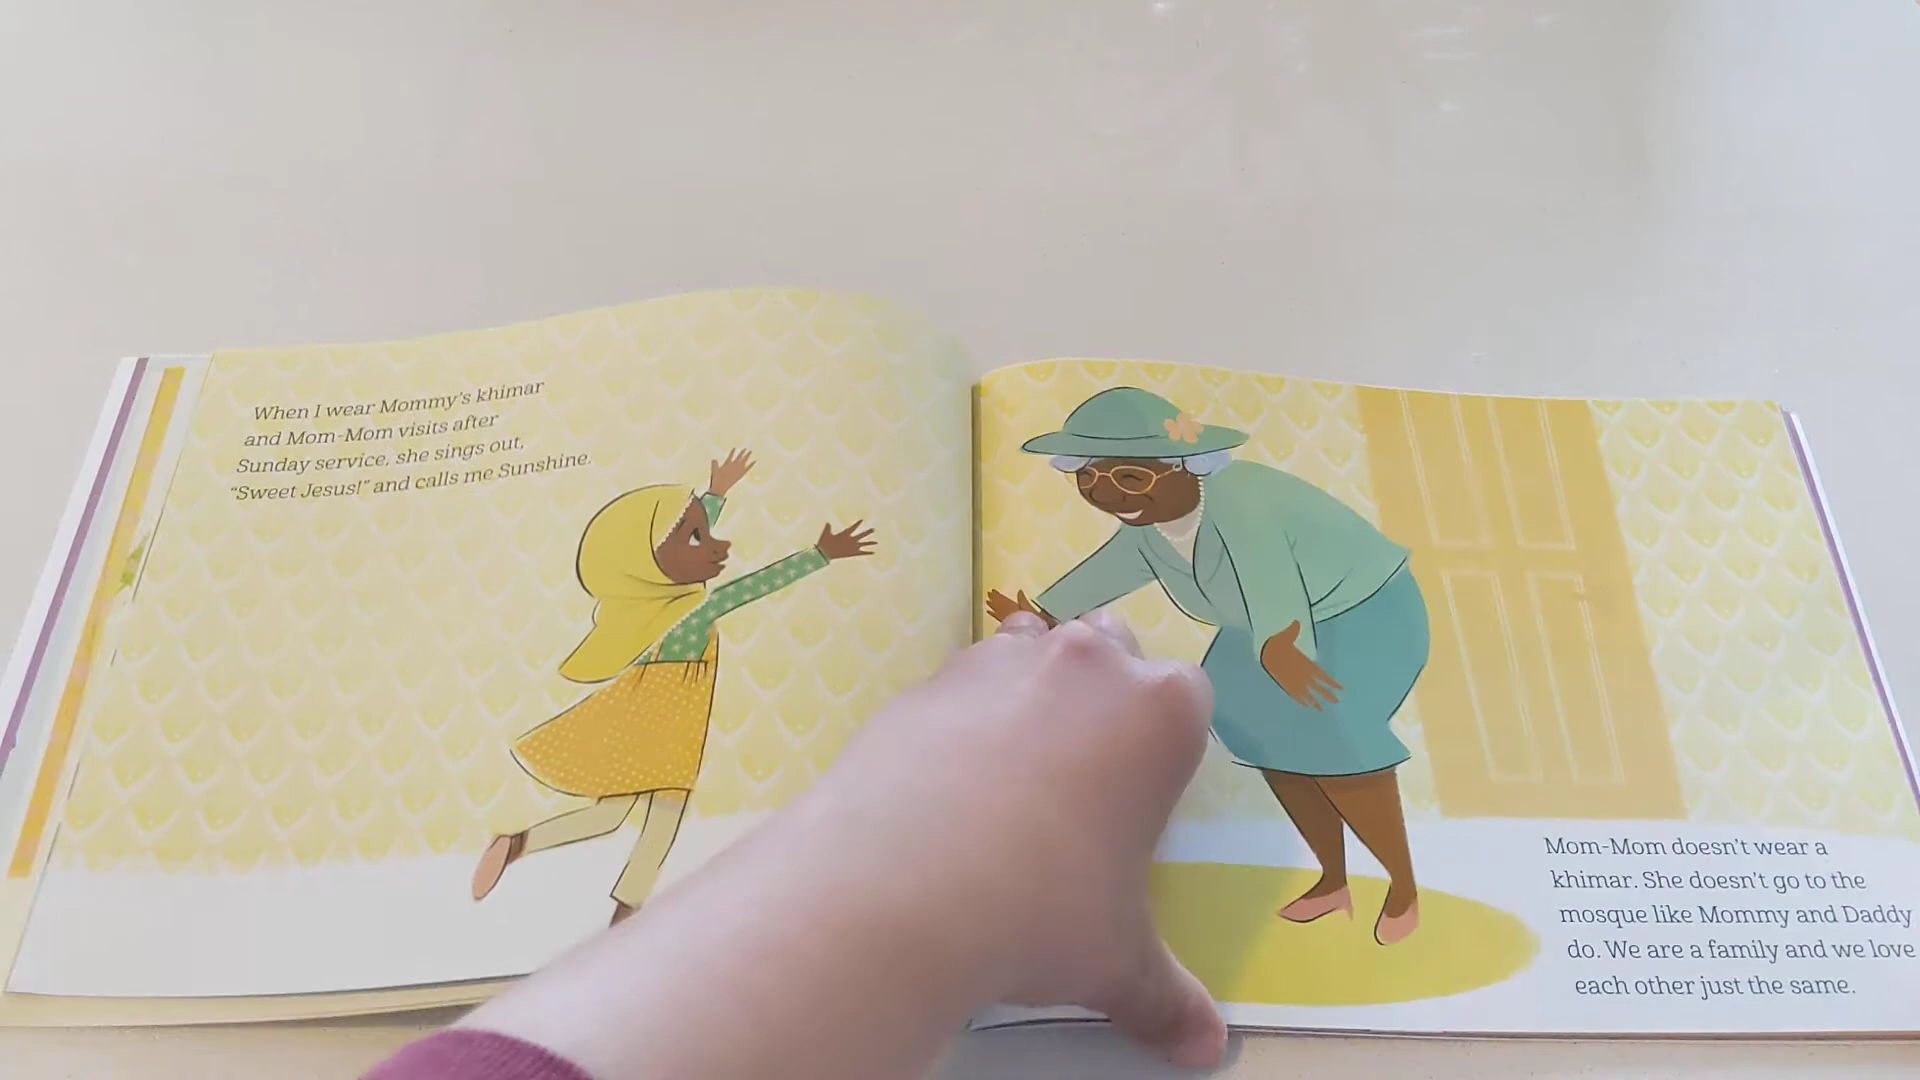 When I wear Mommy's khimar
and Mom-Mom visits after
Sunday service, she sings out,
“Sweet Jesus!” and calls me Sunshine.
Mom-Mom doesn't wear a
khimar. She doesn't go to the
mosque like Mommy and Daddy
do. We are a family and we love
each other just the same.